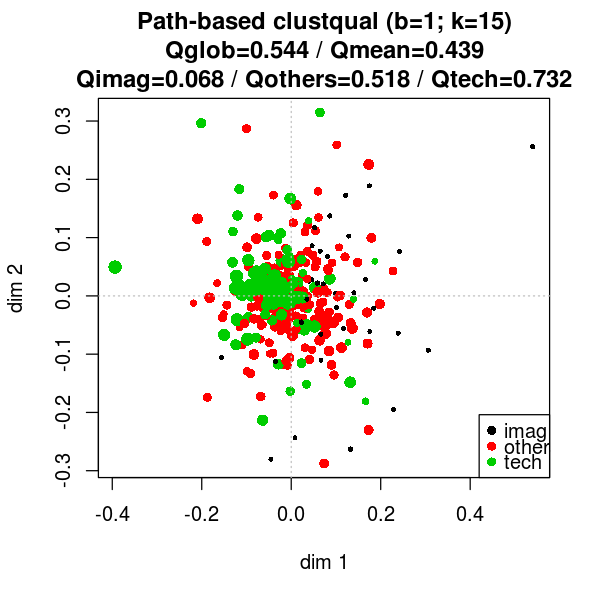 Path-based clustqual (b=1; k=15)
Qglob=0.544 / Qmean=0.439
Qimag=0.068 / Qothers=0.518 / Qtech=0.732
dim 2
0.3
0.2
0.1
0.0
-0.1
-0.2
-0.3
imag
other
tech
-0.4
-0.2
0.0
0.2
0.4
dim 1